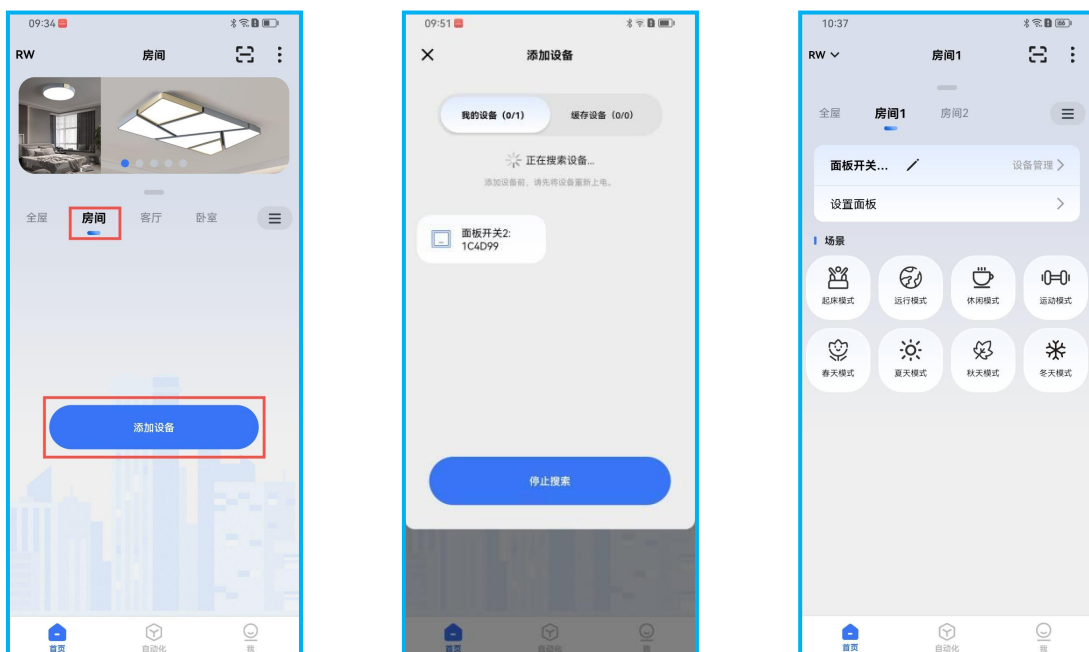 09:34
RW
房间
全屋
房间
客厅
卧室
添加设备
首页
自动化
我
09:51
添加设备
我的设备（0/1）
缓存设备（0/0）
正在搜索设备...
添加设备前，请先将设备重新上电。
面板开关2:
1C4D99
停止搜索
首页
自动化
我
10:37
RW
房间1
全屋
房间1
房间2
面板开关...
设备管理
设置面板
场景
起床模式
远行模式
休闲模式
运动模式
春天模式
夏天模式
秋天模式
冬天模式
首页
自动化
我